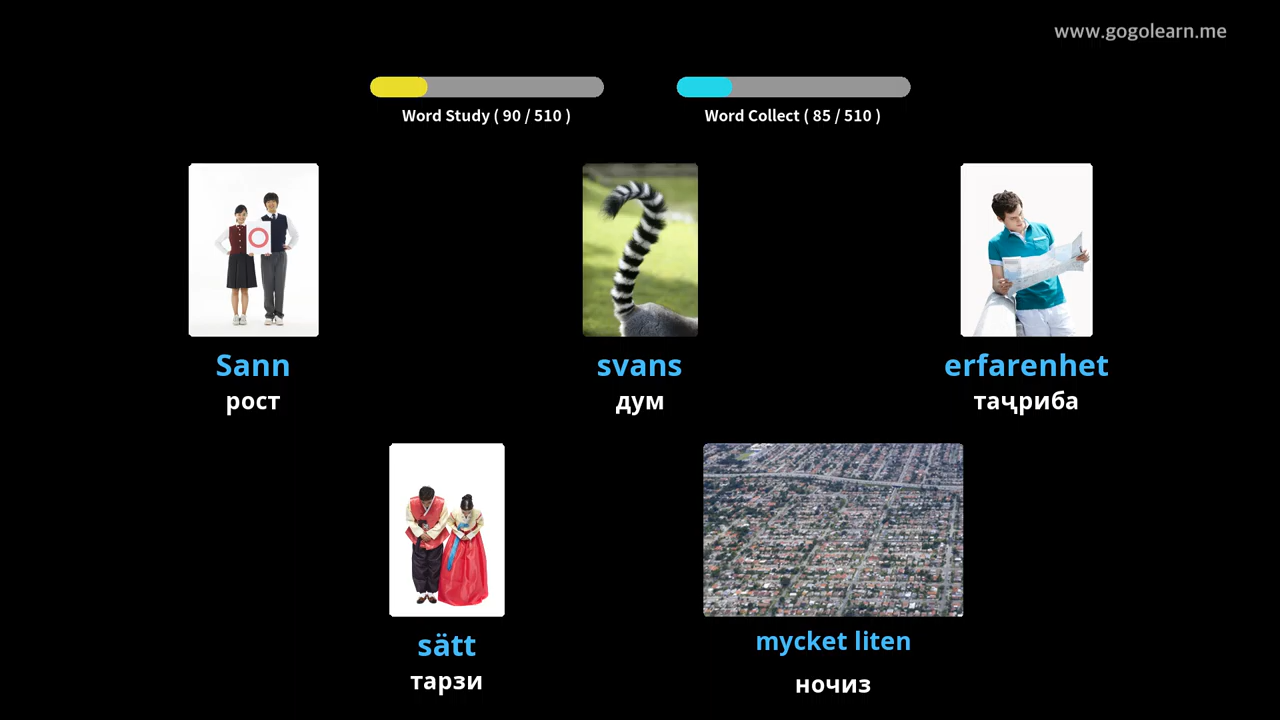 www.gogolearn.me
Word Study ( 90 / 510 )
Word Collect ( 85 / 510 )
Sann
рост
svans
дум
erfarenhet
таҷриба
sätt
тарзи
mycket liten
ночиз